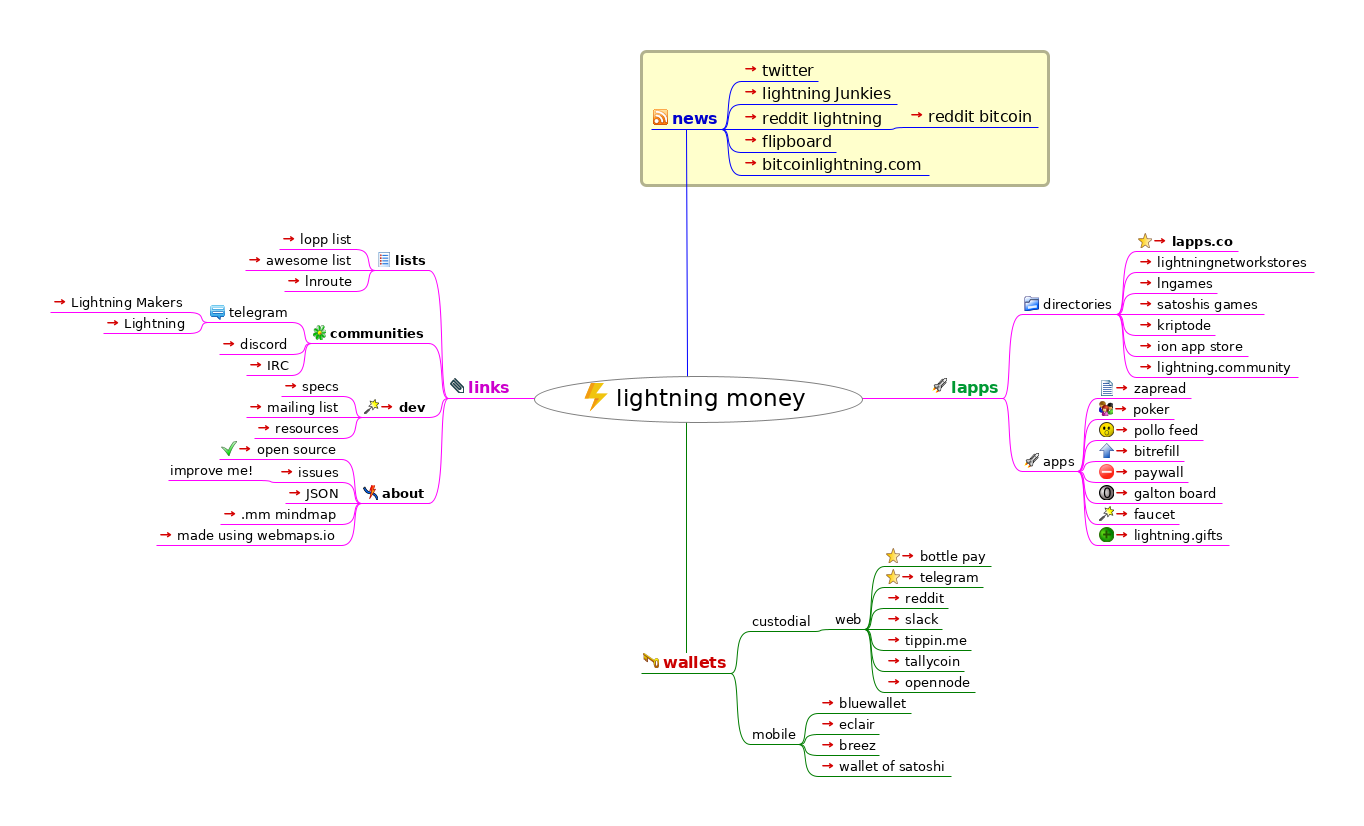 twitter
lightning Junkies
news
reddit lightning
reddit bitcoin
flipboard
bitcoinlightning.com
lightning money
links
lists
lopp list
awesome list
lnroute
communities
telegram
Lightning Makers
Lightning
discord
IRC
dev
specs
mailing list
resources
about
open source
issues
improve me!
JSON
.mm mindmap
made using webmaps.io
lapps
directories
lapps.co
lightningnetworkstores
lngames
satoshis games
kriptode
ion app store
lightning.community
apps
zapread
poker
pollo feed
bitrefill
paywall
galton board
faucet
lightning.gifts
wallets
custodial
web
bottle pay
telegram
reddit
slack
tippin.me
tallycoin
opennode
mobile
bluewallet
eclair
breez
wallet of satoshi